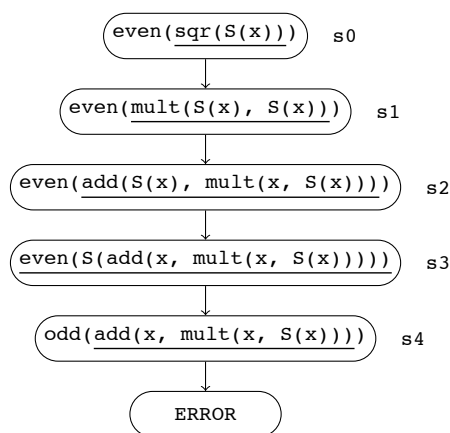 even(sqr(S(x))) s0
even(mult(S(x), S(x))) s1
even(add(S(x), mult(x, S(x)))) s2
even(S(add(x, mult(x, S(x))))) s3
odd(add(x, mult(x, S(x)))) s4
ERROR